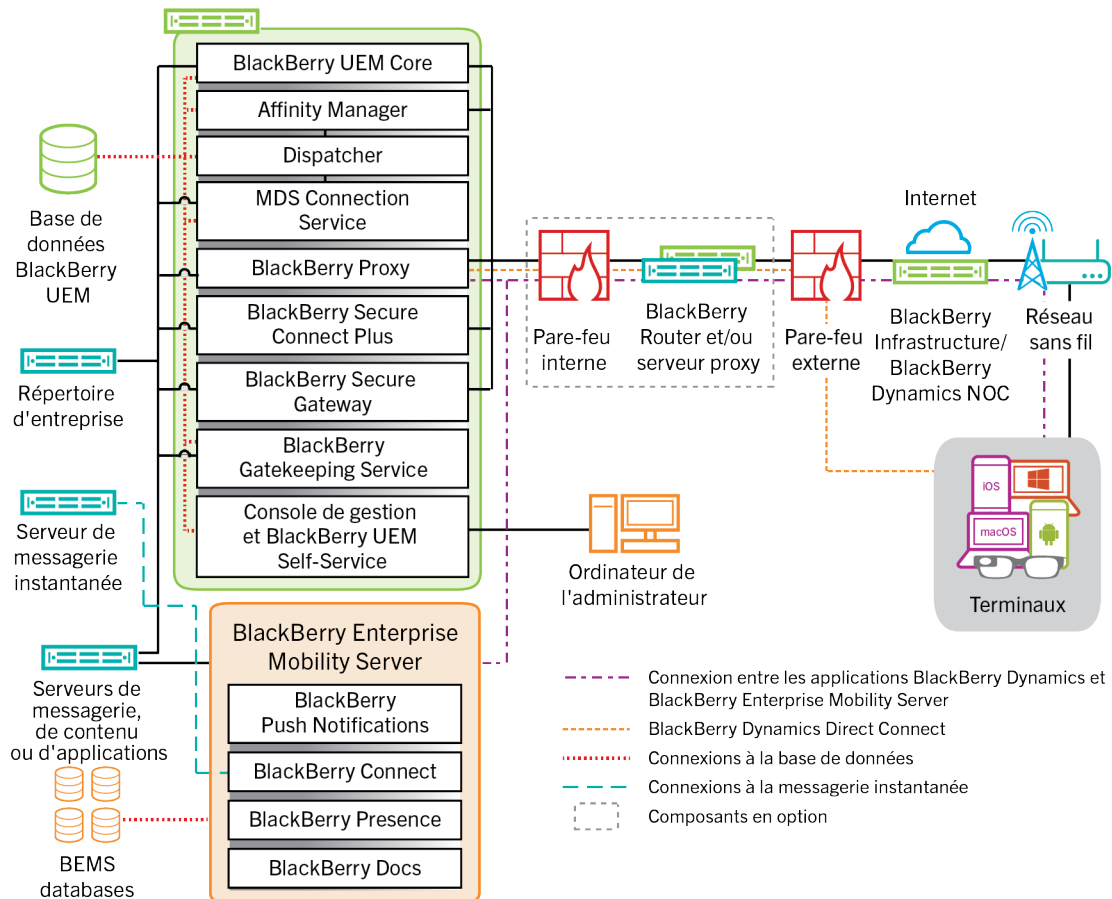 BlackBerry UEM Core
Affinity Manager
Dispatcher
MDS Connection
Service
BlackBerry Proxy
BlackBerry Secure
Connect Plus
BlackBerry Secure
Gateway
BlackBerry
Gatekeeping Service
Console de gestion
et BlackBerry UEM
Self-Service
Base de
données
BlackBerry
UEM
Répertoire
d'entreprise
Serveur de
messagerie
instantanée
Serveurs de
messagerie,
de contenu
ou d'applications
BEMS
databases
BlackBerry Enterprise
Mobility Server
BlackBerry
Push Notifications
BlackBerry Connect
BlackBerry Presence
BlackBerry Docs
Pare-feu
interne
BlackBerry
Router et/ou
serveur proxy
Pare-feu
externe
Internet
BlackBerry
Infrastructure/
BlackBerry
Dynamics NOC
Réseau
sans fil
iOS
macOS
Terminaux
Ordinateur de
l'administrateur
Connexion entre les applications BlackBerry Dynamics et
BlackBerry Enterprise Mobility Server
BlackBerry Dynamics Direct Connect
Connexions à la base de données
Connexions à la messagerie instantanée
Composants en option